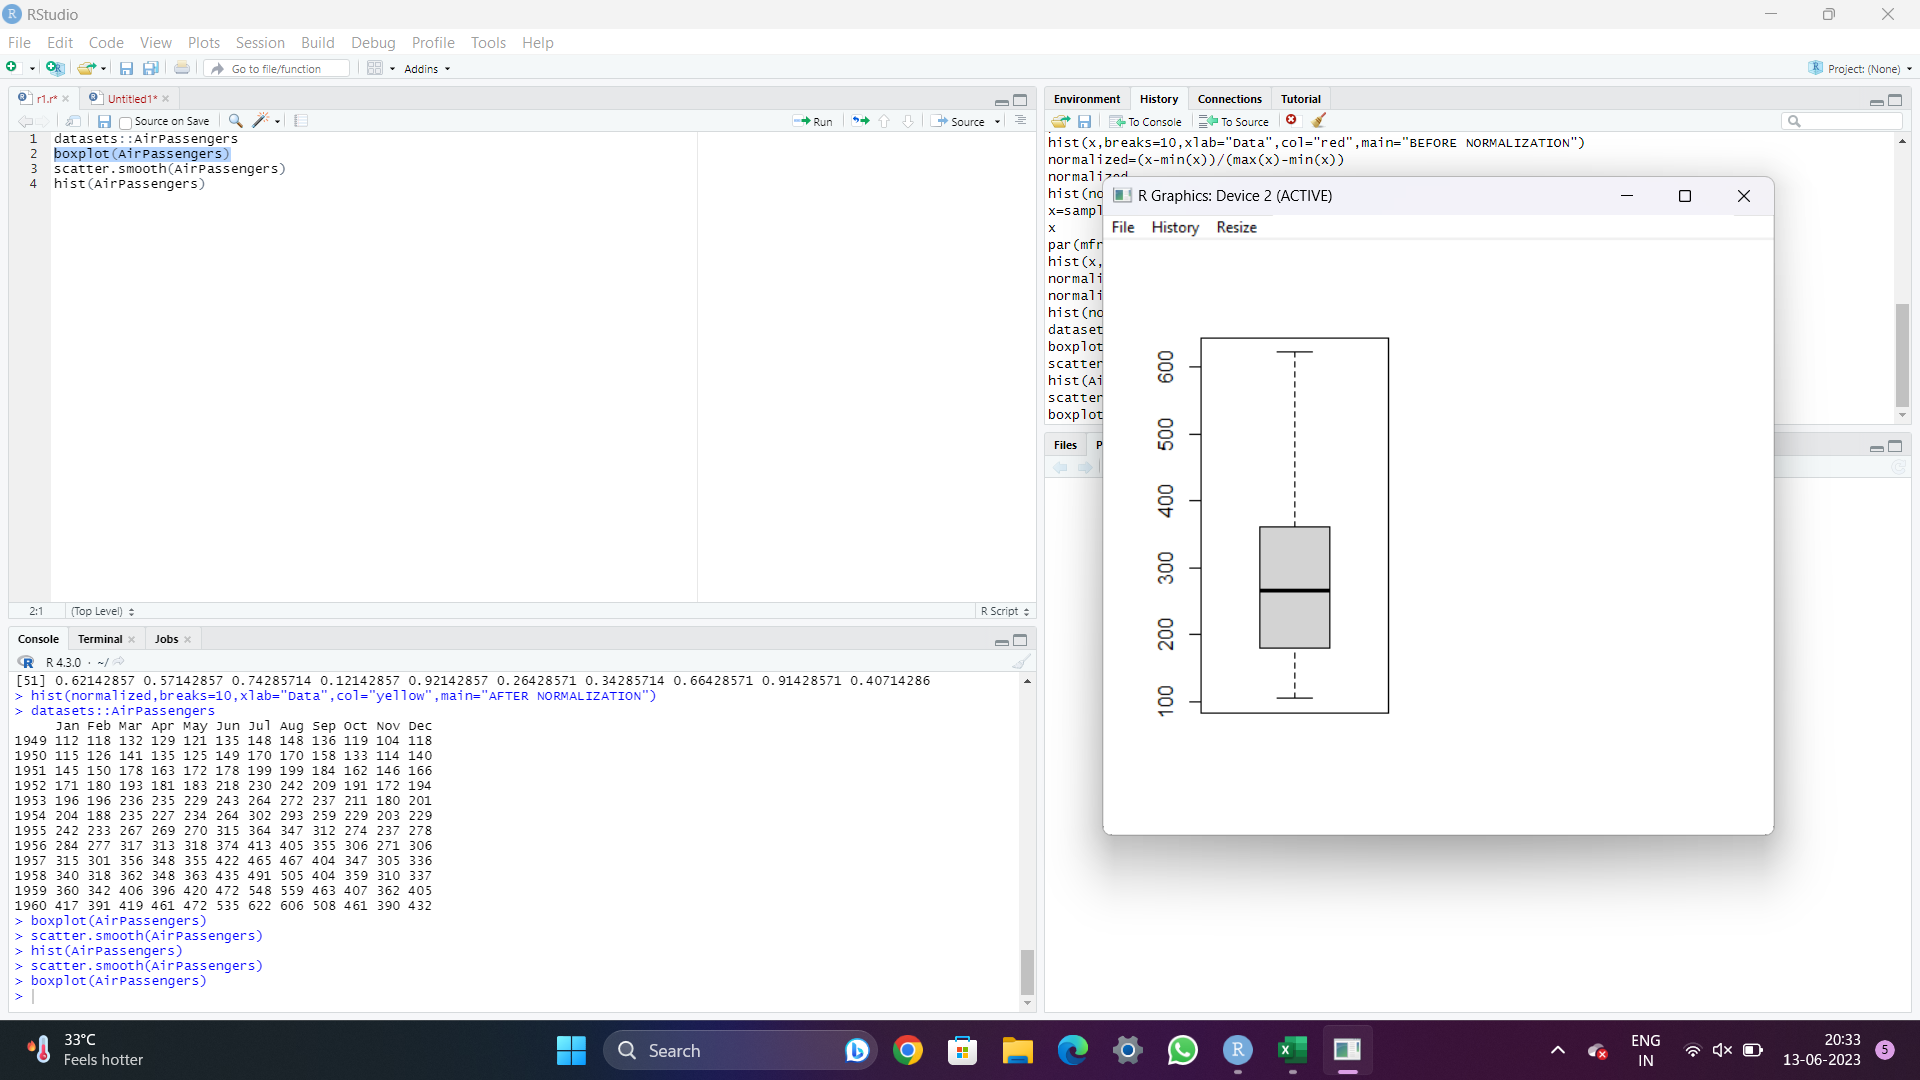 RStudio
File Edit Code View Plots Session Build Debug Profile Tools Help
Go to file/function Addins Project: (None)
r1.r* Untitled1*
Source on Save Run Source
1 datasets::AirPassengers
2 boxplot(AirPassengers)
3 scatter.smooth(AirPassengers)
4 hist(AirPassengers)
2:1 (Top Level) R Script
Console Terminal Jobs
R 4.3.0 · ~/
[51] 0.62142857 0.57142857 0.74285714 0.12142857 0.92142857 0.26428571 0.34285714 0.66428571 0.91428571 0.40714286
> hist(normalized,breaks=10,xlab="Data",col="yellow",main="AFTER NORMALIZATION")
> datasets::AirPassengers
Jan Feb Mar Apr May Jun Jul Aug Sep Oct Nov Dec
1949 112 118 132 129 121 135 148 148 136 119 104 118
1950 115 126 141 135 125 149 170 170 158 133 114 140
1951 145 150 178 163 172 178 199 199 184 162 146 166
1952 171 180 193 181 183 218 230 242 209 191 172 194
1953 196 196 236 235 229 243 264 272 237 211 180 201
1954 204 188 235 227 234 264 302 293 259 229 203 229
1955 242 233 267 269 270 315 364 347 312 274 237 278
1956 284 277 317 313 318 374 413 405 355 306 271 306
1957 315 301 356 348 355 422 465 467 404 347 305 336
1958 340 318 362 348 363 435 491 505 404 359 310 337
1959 360 342 406 396 420 472 548 559 463 407 362 405
1960 417 391 419 461 472 535 622 606 508 461 390 432
> boxplot(AirPassengers)
> scatter.smooth(AirPassengers)
> hist(AirPassengers)
> scatter.smooth(AirPassengers)
> boxplot(AirPassengers)
>
Environment History Connections Tutorial
To Console To Source
hist(x,breaks=10,xlab="Data",col="red",main="BEFORE NORMALIZATION")
normalized=(x-min(x))/(max(x)-min(x))
normalized
hist(no
x=sampl
x
par(mfr
hist(x,
normali
normali
hist(no
dataset
boxplot
scatter
hist(Ai
scatter
boxplot
Files P
R Graphics: Device 2 (ACTIVE)
File History Resize
600
500
400
300
200
100
33°C
Feels hotter
Search
ENG
IN
20:33
13-06-2023
5